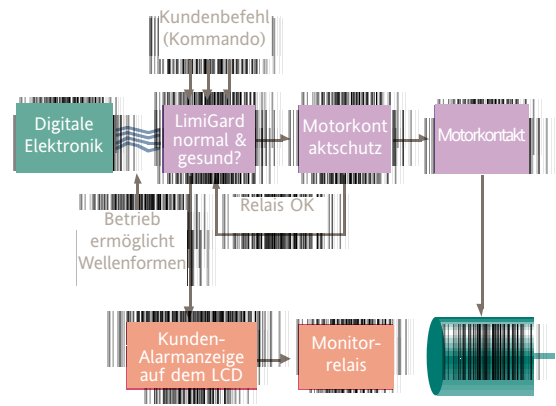 Kundenbefehl
(Kommando)
Digitale
Elektronik
LimiGard
normal &
gesund?
Motorkont
aktschutz
Motorkontakt
Betrieb
ermöglicht
Wellenformen
Relais OK
Kunden-
Alarmanzeige
auf dem LCD
Monitor-
relais